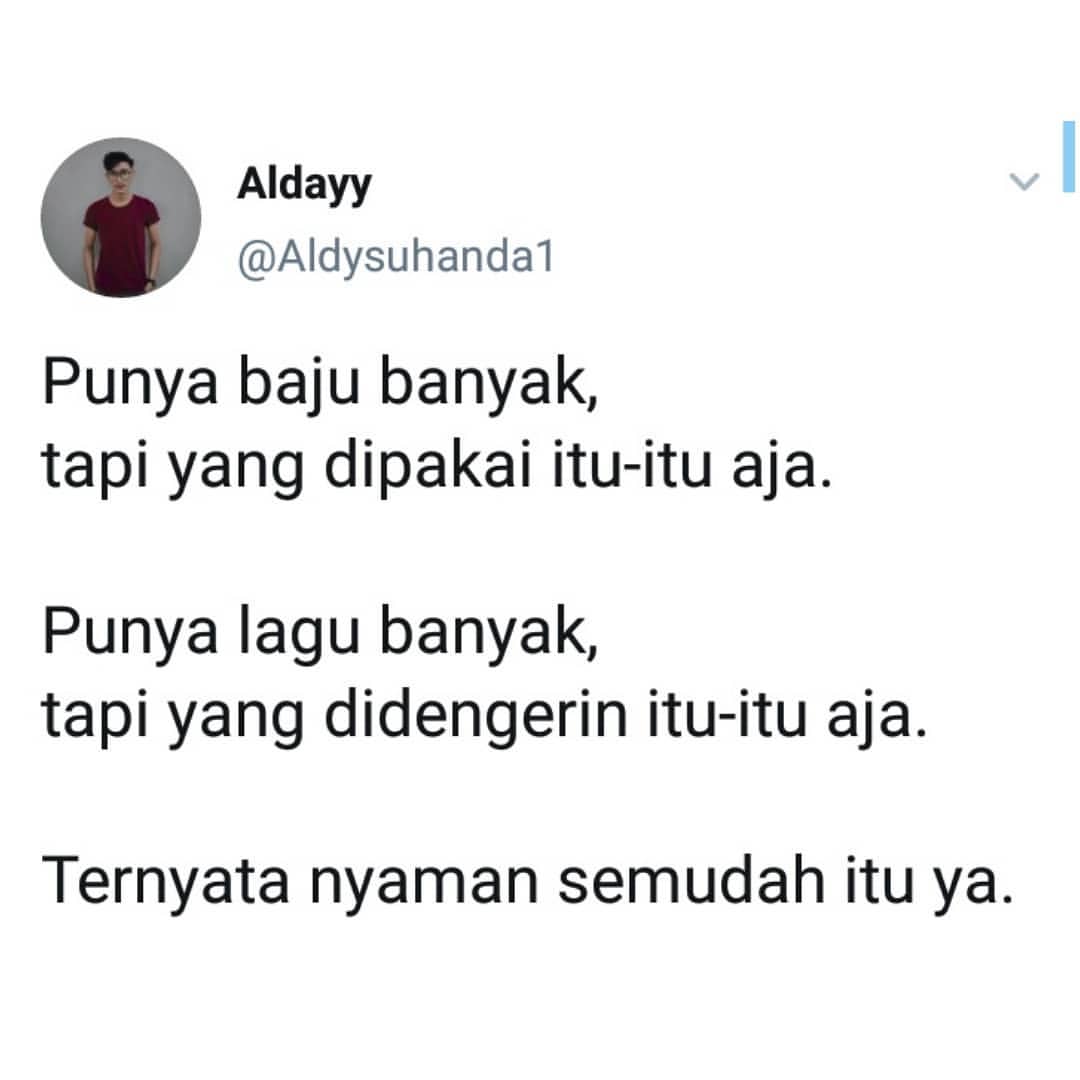 Aldayy
@Aldysuhanda1
Punya baju banyak,
tapi yang dipakai itu-itu aja.
Punya lagu banyak,
tapi yang didengerin itu-itu aja.
Ternyata nyaman semudah itu ya.